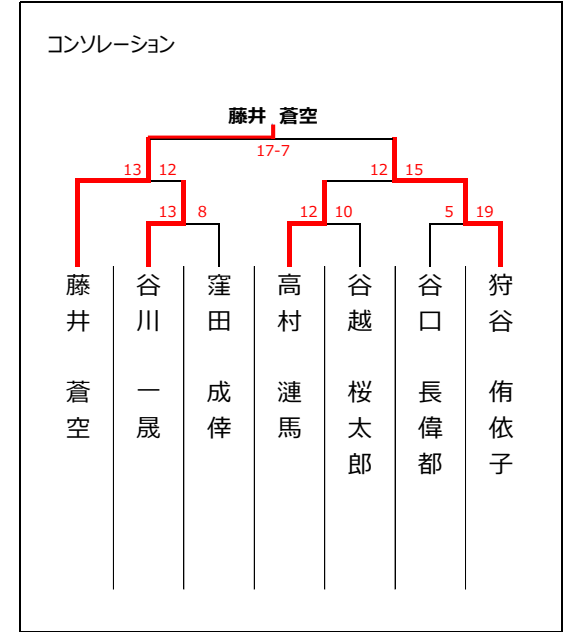 コンソレーション
藤井 蒼空
17-7
13 12
12 15
13 8
12 10
5 19
藤井 蒼空
谷川 一晟
窪田 成倖
高村 漣馬
谷越 桜太郎
谷口 長偉都
狩谷 侑依子